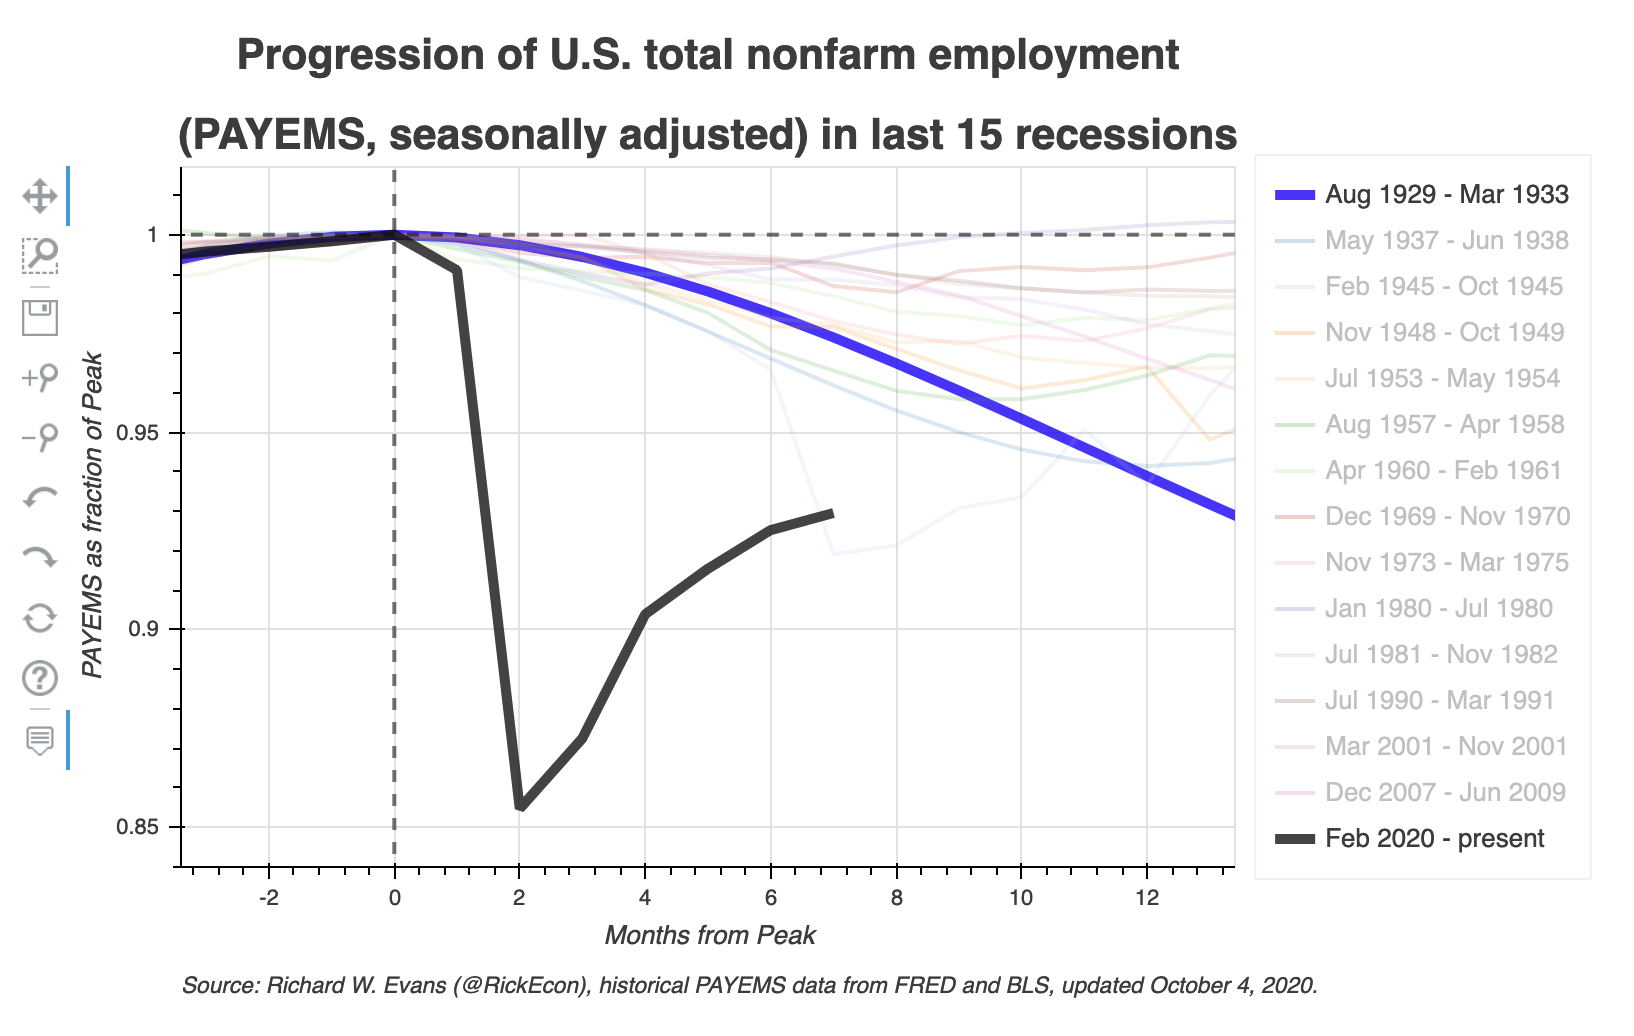 Progression of U.S. total nonfarm employment
(PAYEMS, seasonally adjusted) in last 15 recessions
PAYEMS as fraction of Peak
1
0.95
0.9
0.85
-2
0
2
4
6
8
10
12
Months from Peak
Aug 1929 - Mar 1933
May 1937 - Jun 1938
Feb 1945 - Oct 1945
Nov 1948 - Oct 1949
Jul 1953 - May 1954
Aug 1957 - Apr 1958
Apr 1960 - Feb 1961
Dec 1969 - Nov 1970
Nov 1973 - Mar 1975
Jan 1980 - Jul 1980
Jul 1981 - Nov 1982
Jul 1990 - Mar 1991
Mar 2001 - Nov 2001
Dec 2007 - Jun 2009
Feb 2020 - present
Source: Richard W. Evans (@RickEcon), historical PAYEMS data from FRED and BLS, updated October 4, 2020.